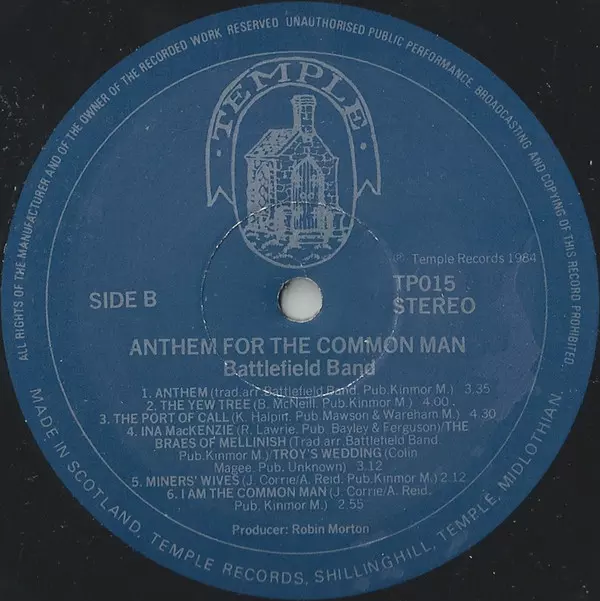 ALL RIGHTS OF THE MANUFACTURER AND OF THE OWNER OF THE RECORDED WORK RESERVED UNAUTHORISED PUBLIC PERFORMANCE, BROADCASTING AND COPYING OF THIS RECORD PROHIBITED.
· TEMPLE ·
℗ Temple Records 1984
SIDE B
TP015
STEREO
ANTHEM FOR THE COMMON MAN
Battlefield Band
1. ANTHEM (trad.arr.Battlefield Band. Pub.Kinmor M.) 3.35
2. THE YEW TREE (B. McNeill. Pub.Kinmor M.) 4.00
3. THE PORT OF CALL (K. Halpin. Pub.Mawson & Wareham M.) 4.30
4. INA MacKENZIE (R. Lawrie. Pub. Bayley & Ferguson)/THE
BRAES OF MELLINISH (Trad arr.Battlefield Band.
Pub.Kinmor M.)/TROY'S WEDDING (Colin
Magee. Pub. Unknown) 3.12
5. MINERS' WIVES (J. Corrie/A. Reid. Pub.Kinmor M.) 2.12
6. I AM THE COMMON MAN (J. Corrie/A. Reid.
Pub. Kinmor M.) 2.55
Producer: Robin Morton
MADE IN SCOTLAND, TEMPLE RECORDS, SHILLINGHILL, TEMPLE, MIDLOTHIAN.